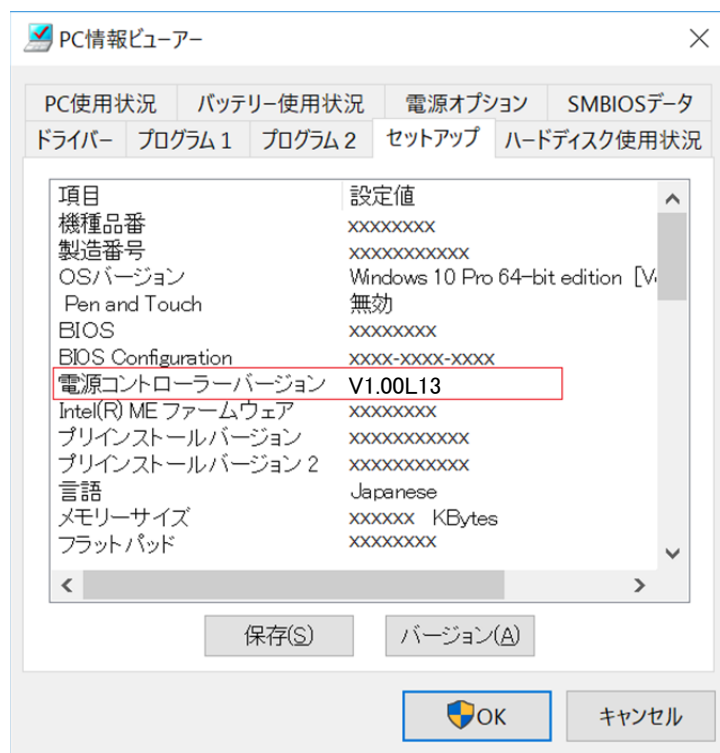 PC情報ビューアー
PC使用状況 バッテリー使用状況 電源オプション SMBIOSデータ
ドライバー プログラム1 プログラム2 セットアップ ハードディスク使用状況
項目 設定値
機種品番 xxxxxxxx
製造番号 xxxxxxxxxxx
OSバージョン Windows 10 Pro 64-bit edition [V
Pen and Touch 無効
BIOS xxxxxxxx
BIOS Configuration xxxx-xxxx-xxxx
電源コントローラーバージョン V1.00L13
Intel(R) ME ファームウェア xxxxxxxx
プリインストールバージョン xxxxxxxxxxx
プリインストールバージョン 2 xxxxxxxxxxx
言語 Japanese
メモリーサイズ xxxxxx KBytes
フラットパッド xxxxxxxx
保存(S) バージョン(A)
OK キャンセル